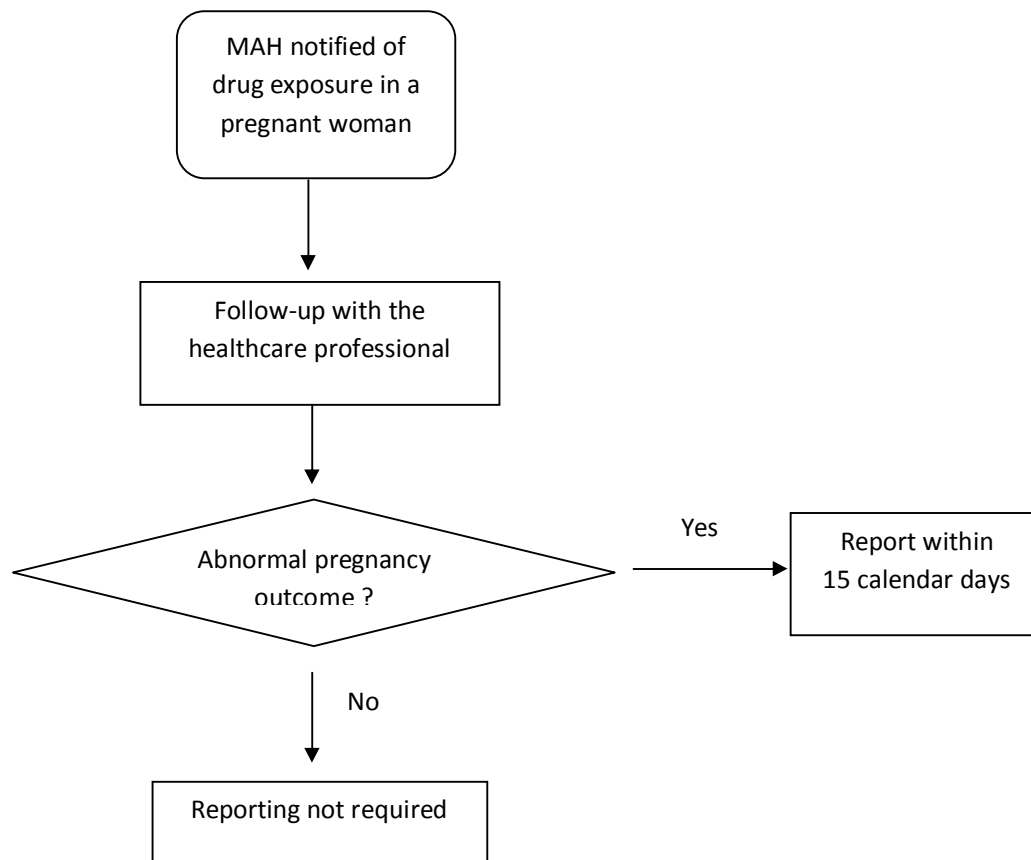 MAH notified of
drug exposure in a
pregnant woman
Follow-up with the
healthcare professional
Abnormal pregnancy
outcome ?
Yes
Report within
15 calendar days
No
Reporting not required